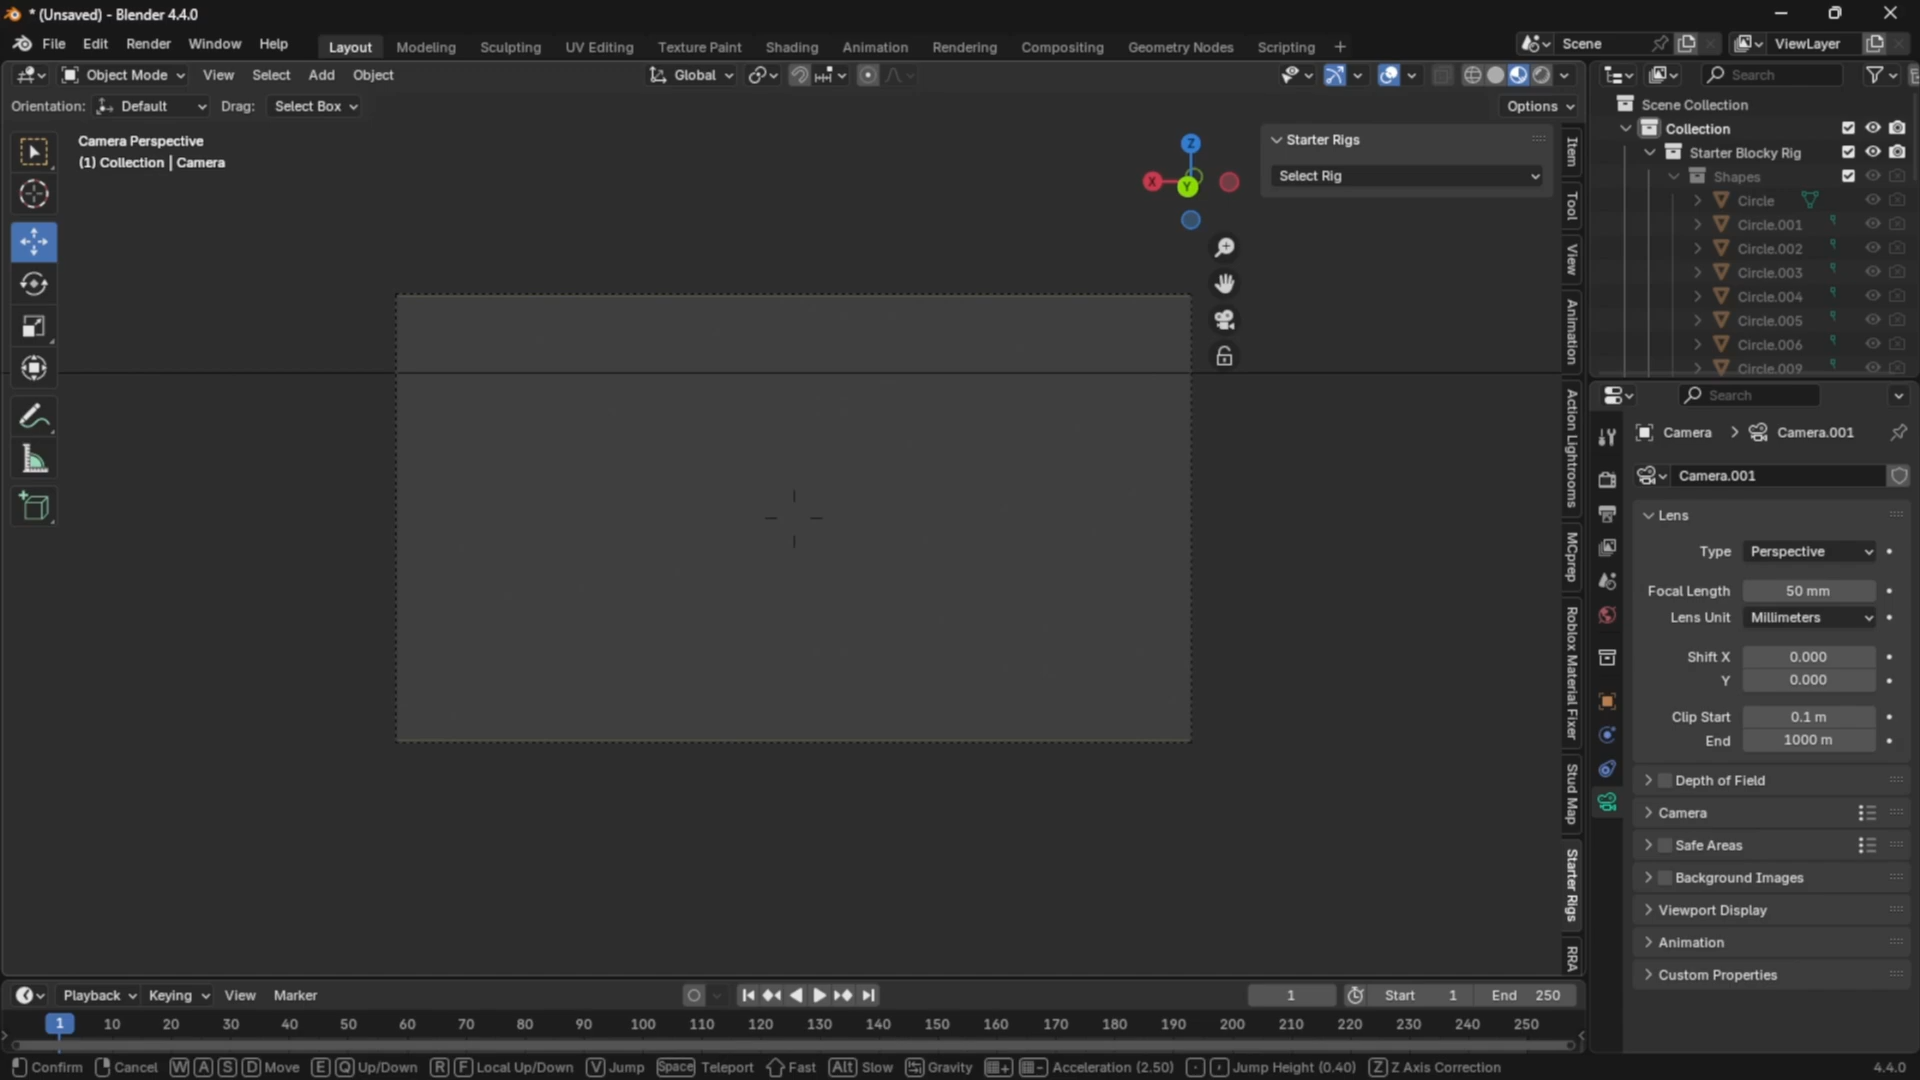 * (Unsaved) - Blender 4.4.0
File Edit Render Window Help Layout Modeling Sculpting UV Editing Texture Paint Shading Animation Rendering Compositing Geometry Nodes Scripting + Scene ViewLayer
Object Mode View Select Add Object Global Search
Orientation: Default Drag: Select Box Options
Camera Perspective
(1) Collection | Camera
Z
X
Y
Starter Rigs
Select Rig
Item
Tool
View
Animation
Action Lightrooms
MCprep
Roblox Material Fixer
Stud Map
Starter Rigs
RRA
Scene Collection
Collection
Starter Blocky Rig
Shapes
Circle
Circle.001
Circle.002
Circle.003
Circle.004
Circle.005
Circle.006
Circle.009
Search
Camera > Camera.001
Camera.001
Lens
Type Perspective
Focal Length 50 mm
Lens Unit Millimeters
Shift X 0.000
Y 0.000
Clip Start 0.1 m
End 1000 m
Depth of Field
Camera
Safe Areas
Background Images
Viewport Display
Animation
Custom Properties
Playback Keying View Marker 1 Start 1 End 250
1 10 20 30 40 50 60 70 80 90 100 110 120 130 140 150 160 170 180 190 200 210 220 230 240 250
Confirm Cancel W A S D Move E Q Up/Down R F Local Up/Down V Jump Space Teleport Fast Alt Slow Gravity Acceleration (2.50) . , Jump Height (0.40) Z Z Axis Correction 4.4.0